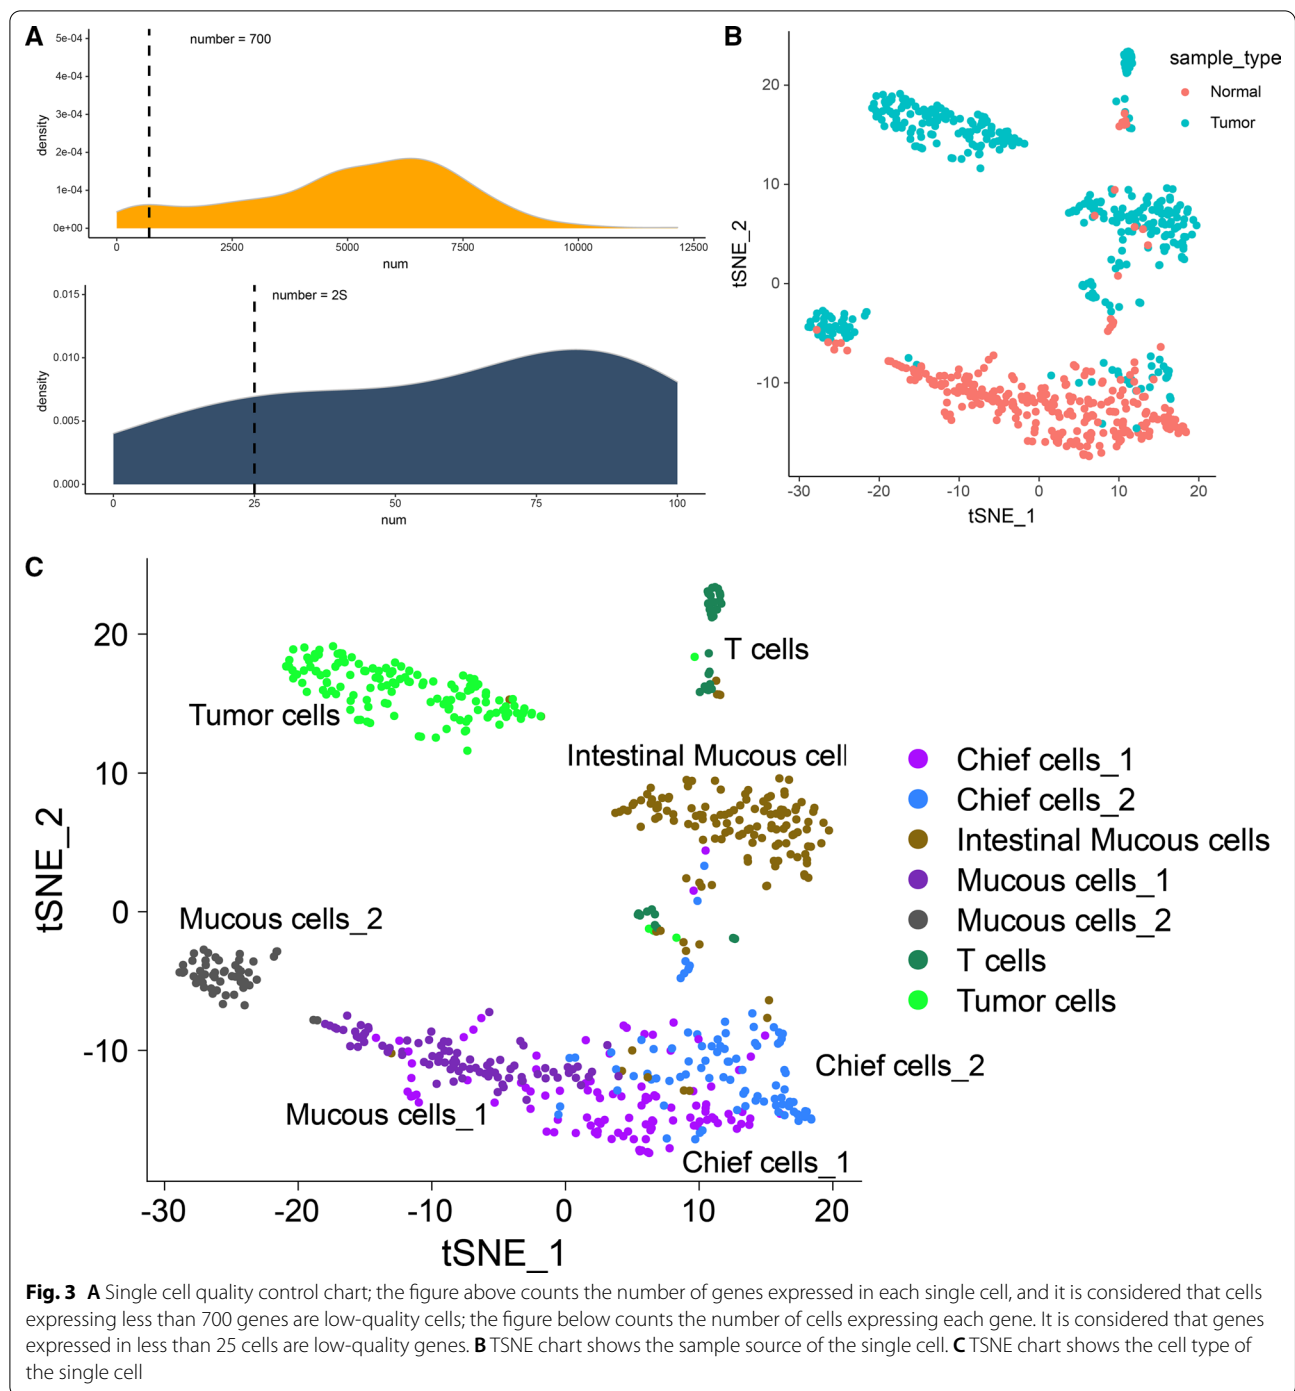 A
number = 700
5e-04
4e-04
3e-04
2e-04
1e-04
0e+00
density
0
2500
5000
7500
10000
12500
num
number = 2S
0.015
0.010
0.005
0.000
density
0
25
50
75
100
num
B
sample_type
Normal
Tumor
20
10
0
-10
tSNE_2
-30
-20
-10
0
10
20
tSNE_1
C
20
10
0
-10
tSNE_2
T cells
Tumor cells
Intestinal Mucous cell
Mucous cells_2
Chief cells_2
Mucous cells_1
Chief cells_1
-30
-20
-10
0
10
20
tSNE_1
Chief cells_1
Chief cells_2
Intestinal Mucous cells
Mucous cells_1
Mucous cells_2
T cells
Tumor cells
Fig. 3 A Single cell quality control chart; the figure above counts the number of genes expressed in each single cell, and it is considered that cells
expressing less than 700 genes are low-quality cells; the figure below counts the number of cells expressing each gene. It is considered that genes
expressed in less than 25 cells are low-quality genes. B TSNE chart shows the sample source of the single cell. C TSNE chart shows the cell type of
the single cell